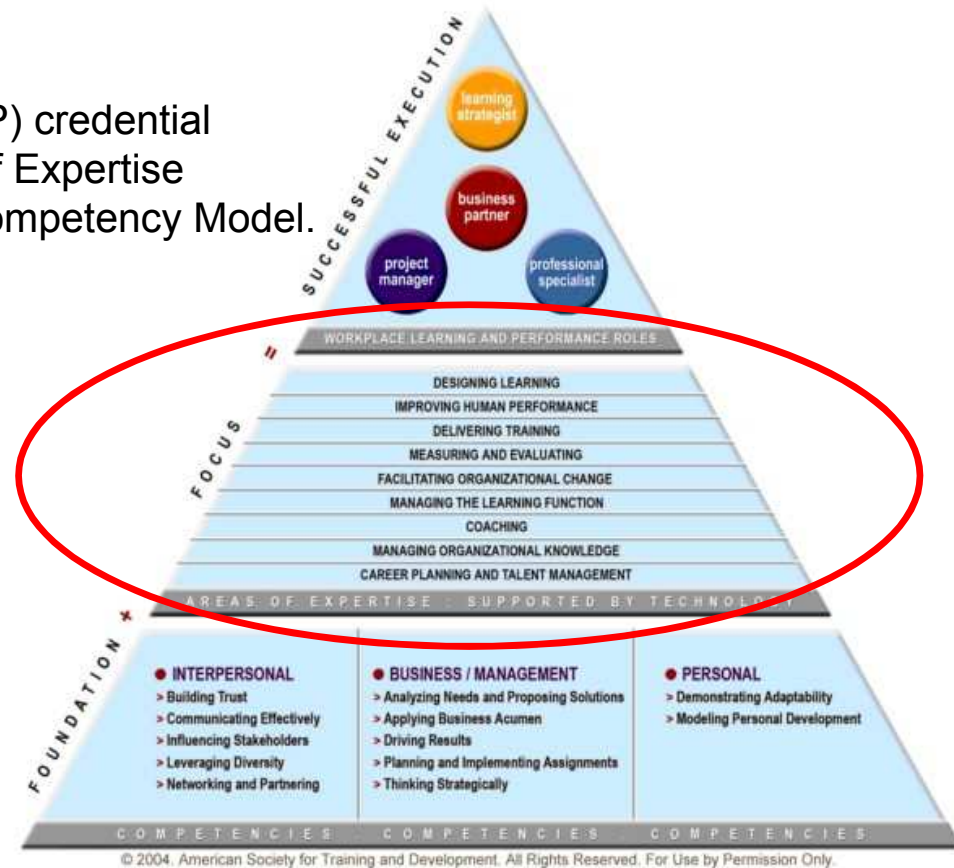 P) credential
f Expertise
ompetency Model.
SUCCESSFUL EXECUTION
learning
strategist
business
partner
project
manager
professional
specialist
WORKPLACE LEARNING AND PERFORMANCE ROLES
=
FOCUS
DESIGNING LEARNING
IMPROVING HUMAN PERFORMANCE
DELIVERING TRAINING
MEASURING AND EVALUATING
FACILITATING ORGANIZATIONAL CHANGE
MANAGING THE LEARNING FUNCTION
COACHING
MANAGING ORGANIZATIONAL KNOWLEDGE
CAREER PLANNING AND TALENT MANAGEMENT
AREAS OF EXPERTISE : SUPPORTED BY TECHNOLOGY
+
FOUNDATION
● INTERPERSONAL
> Building Trust
> Communicating Effectively
> Influencing Stakeholders
> Leveraging Diversity
> Networking and Partnering
● BUSINESS / MANAGEMENT
> Analyzing Needs and Proposing Solutions
> Applying Business Acumen
> Driving Results
> Planning and Implementing Assignments
> Thinking Strategically
● PERSONAL
> Demonstrating Adaptability
> Modeling Personal Development
COMPETENCIES . COMPETENCIES . COMPETENCIES
© 2004. American Society for Training and Development. All Rights Reserved. For Use by Permission Only.